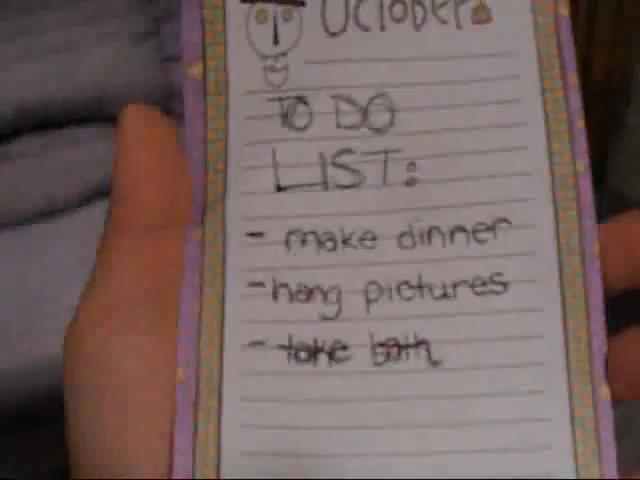 October
TO DO
LIST:
- make dinner
- hang pictures
- take bath